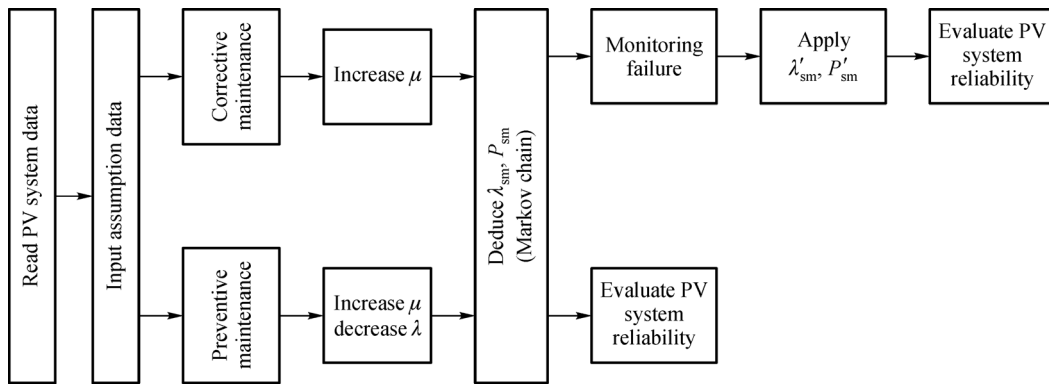 Read PV system data
Input assumption data
Corrective
maintenance
Increase μ
Preventive
maintenance
Increase μ
decrease λ
Deduce λsm, Psm
(Markov chain)
Monitoring
failure
Apply
λ′sm, P′sm
Evaluate PV
system
reliability
Evaluate PV
system
reliability